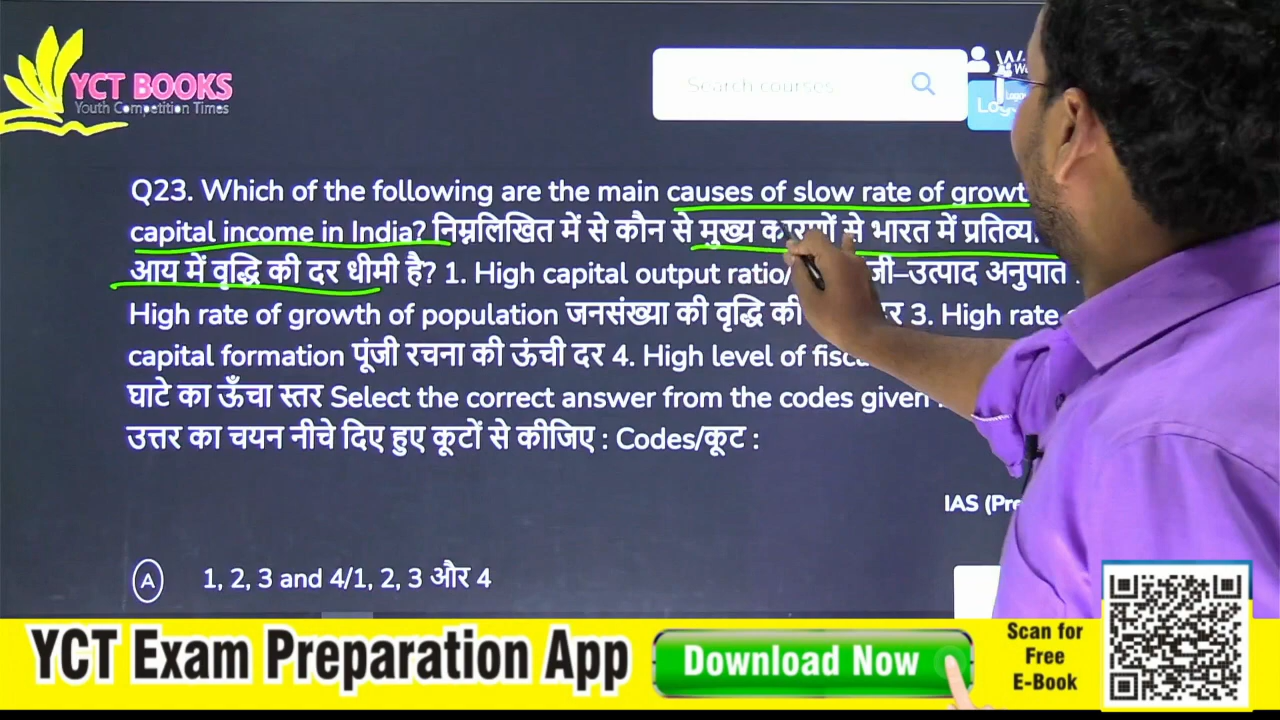 YCT BOOKS
Youth Competition Times
Search courses
Q23. Which of the following are the main causes of slow rate of
capital income in India? निम्नलिखित में से कौन से मुख्य कारणों से भारत में
आय में वृद्धि की दर धीमी है? 1. High capital output ratio/ उत्पाद अनुपात
High rate of growth of population जनसंख्या की वृद्धि की 3. High rate
capital formation पूंजी रचना की ऊंची दर 4. High level of
घाटे का ऊँचा स्तर Select the correct answer from the codes given
उत्तर का चयन नीचे दिए हुए कूटों से कीजिए : Codes/कूट :
IAS
A 1, 2, 3 and 4/1, 2, 3 और 4
YCT Exam Preparation App
Download Now
Scan for
Free
E-Book